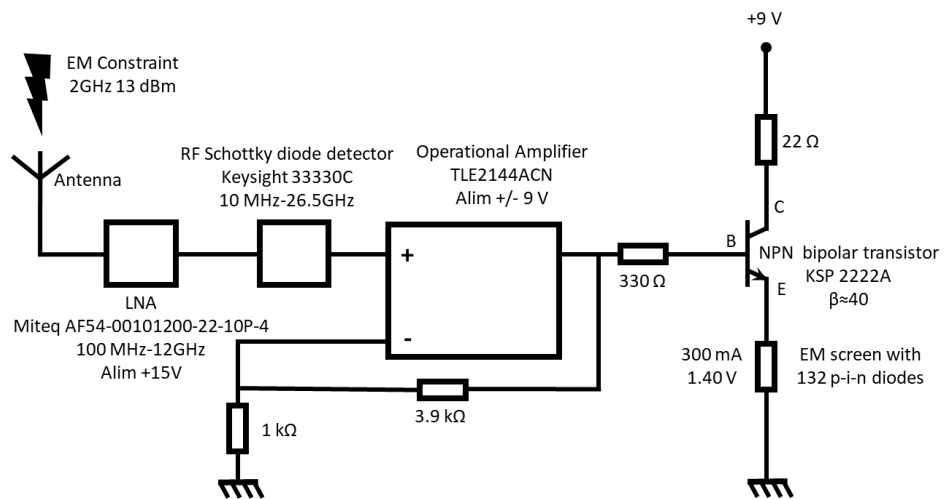 +9 V
EM Constraint
2GHz 13 dBm
22 Ω
RF Schottky diode detector
Keysight 33330C
10 MHz-26.5GHz
Operational Amplifier
TLE2144ACN
Alim +/- 9 V
Antenna
C
B
+
NPN bipolar transistor
KSP 2222A
β≈40
E
330 Ω
LNA
Miteq AF54-00101200-22-10P-4
100 MHz-12GHz
Alim +15V
-
300 mA
1.40 V
EM screen with
132 p-i-n diodes
3.9 kΩ
1 kΩ